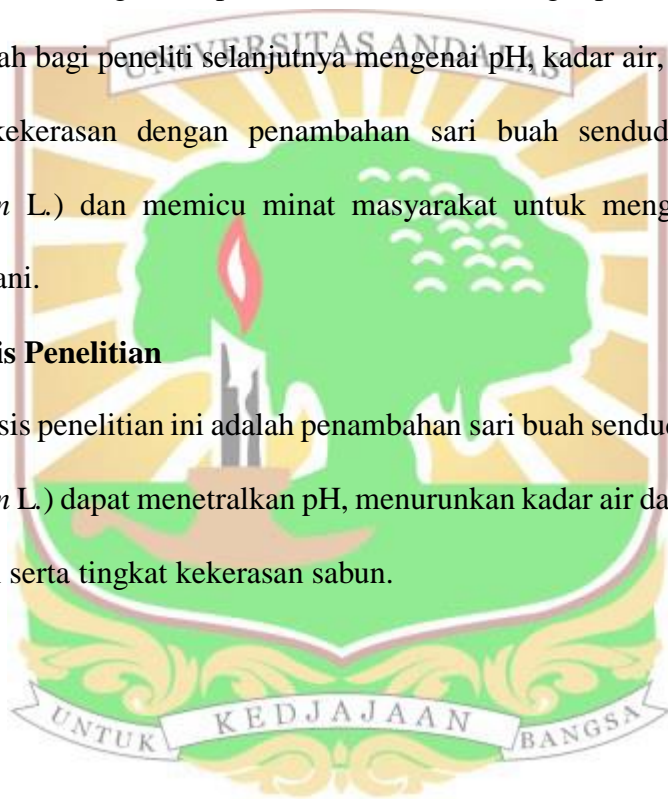 ah bagi peneliti selanjutnya mengenai pH, kadar air,
UNIVERSITAS ANDALAS
kekerasan dengan penambahan sari buah sendud
L.) dan memicu minat masyarakat untuk meng
ani.
is Penelitian
sis penelitian ini adalah penambahan sari buah sendu
L.) dapat menetralkan pH, menurunkan kadar air da
serta tingkat kekerasan sabun.
UNTUK KEDJAJAAN BANGSA